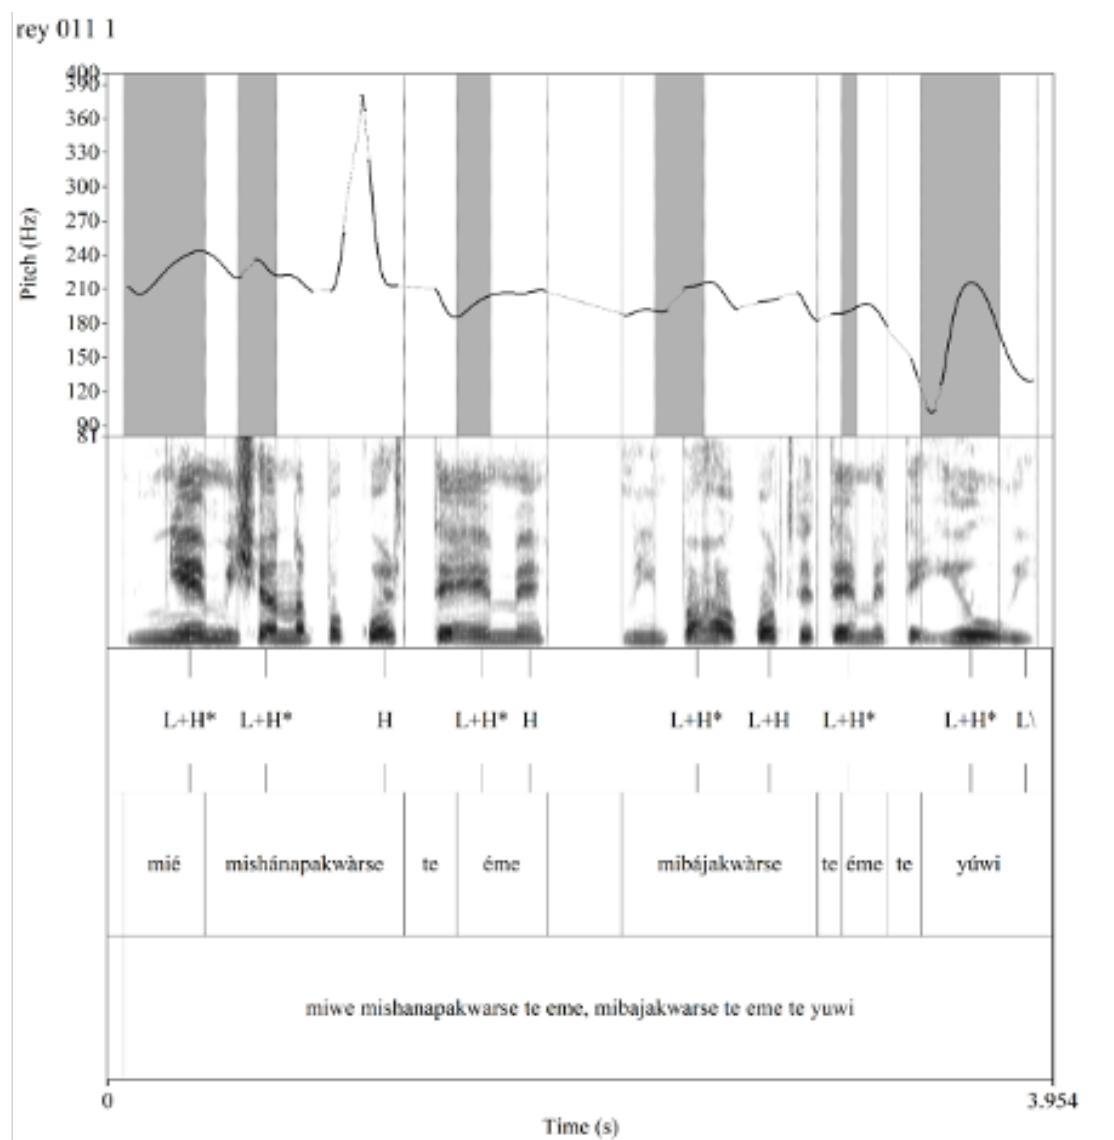 rey 011 1
400
390
360
330
300
270
240
210
180
150
120
90
81
Pitch (Hz)
L+H* L+H* H L+H* H L+H* L+H L+H* L+H* L\
mié mishánapakwàrse te éme mibájakwàrse te éme te yúwi
miwe mishanapakwarse te eme, mibajakwarse te eme te yuwi
0 3.954
Time (s)